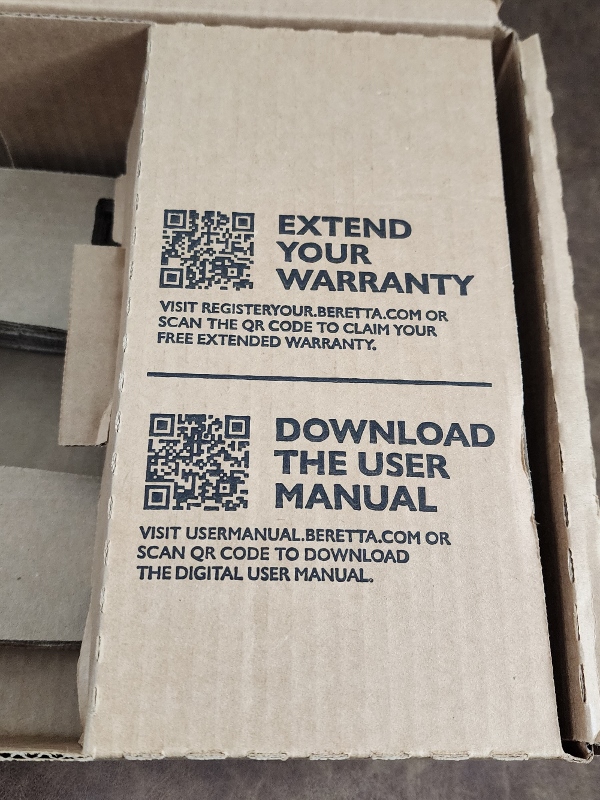 EXTEND
YOUR
WARRANTY
VISIT REGISTERYOUR.BERETTA.COM OR
SCAN THE QR CODE TO CLAIM YOUR
FREE EXTENDED WARRANTY.
DOWNLOAD
THE USER
MANUAL
VISIT USERMANUAL.BERETTA.COM OR
SCAN QR CODE TO DOWNLOAD
THE DIGITAL USER MANUAL.